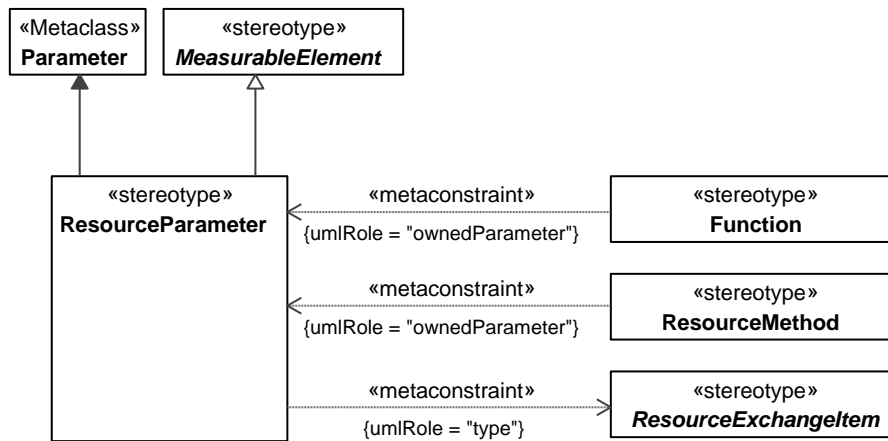 «Metaclass»
Parameter
«stereotype»
MeasurableElement
«stereotype»
ResourceParameter
«metaconstraint»
{umlRole = "ownedParameter"}
«stereotype»
Function
«metaconstraint»
{umlRole = "ownedParameter"}
«stereotype»
ResourceMethod
«metaconstraint»
{umlRole = "type"}
«stereotype»
ResourceExchangeItem